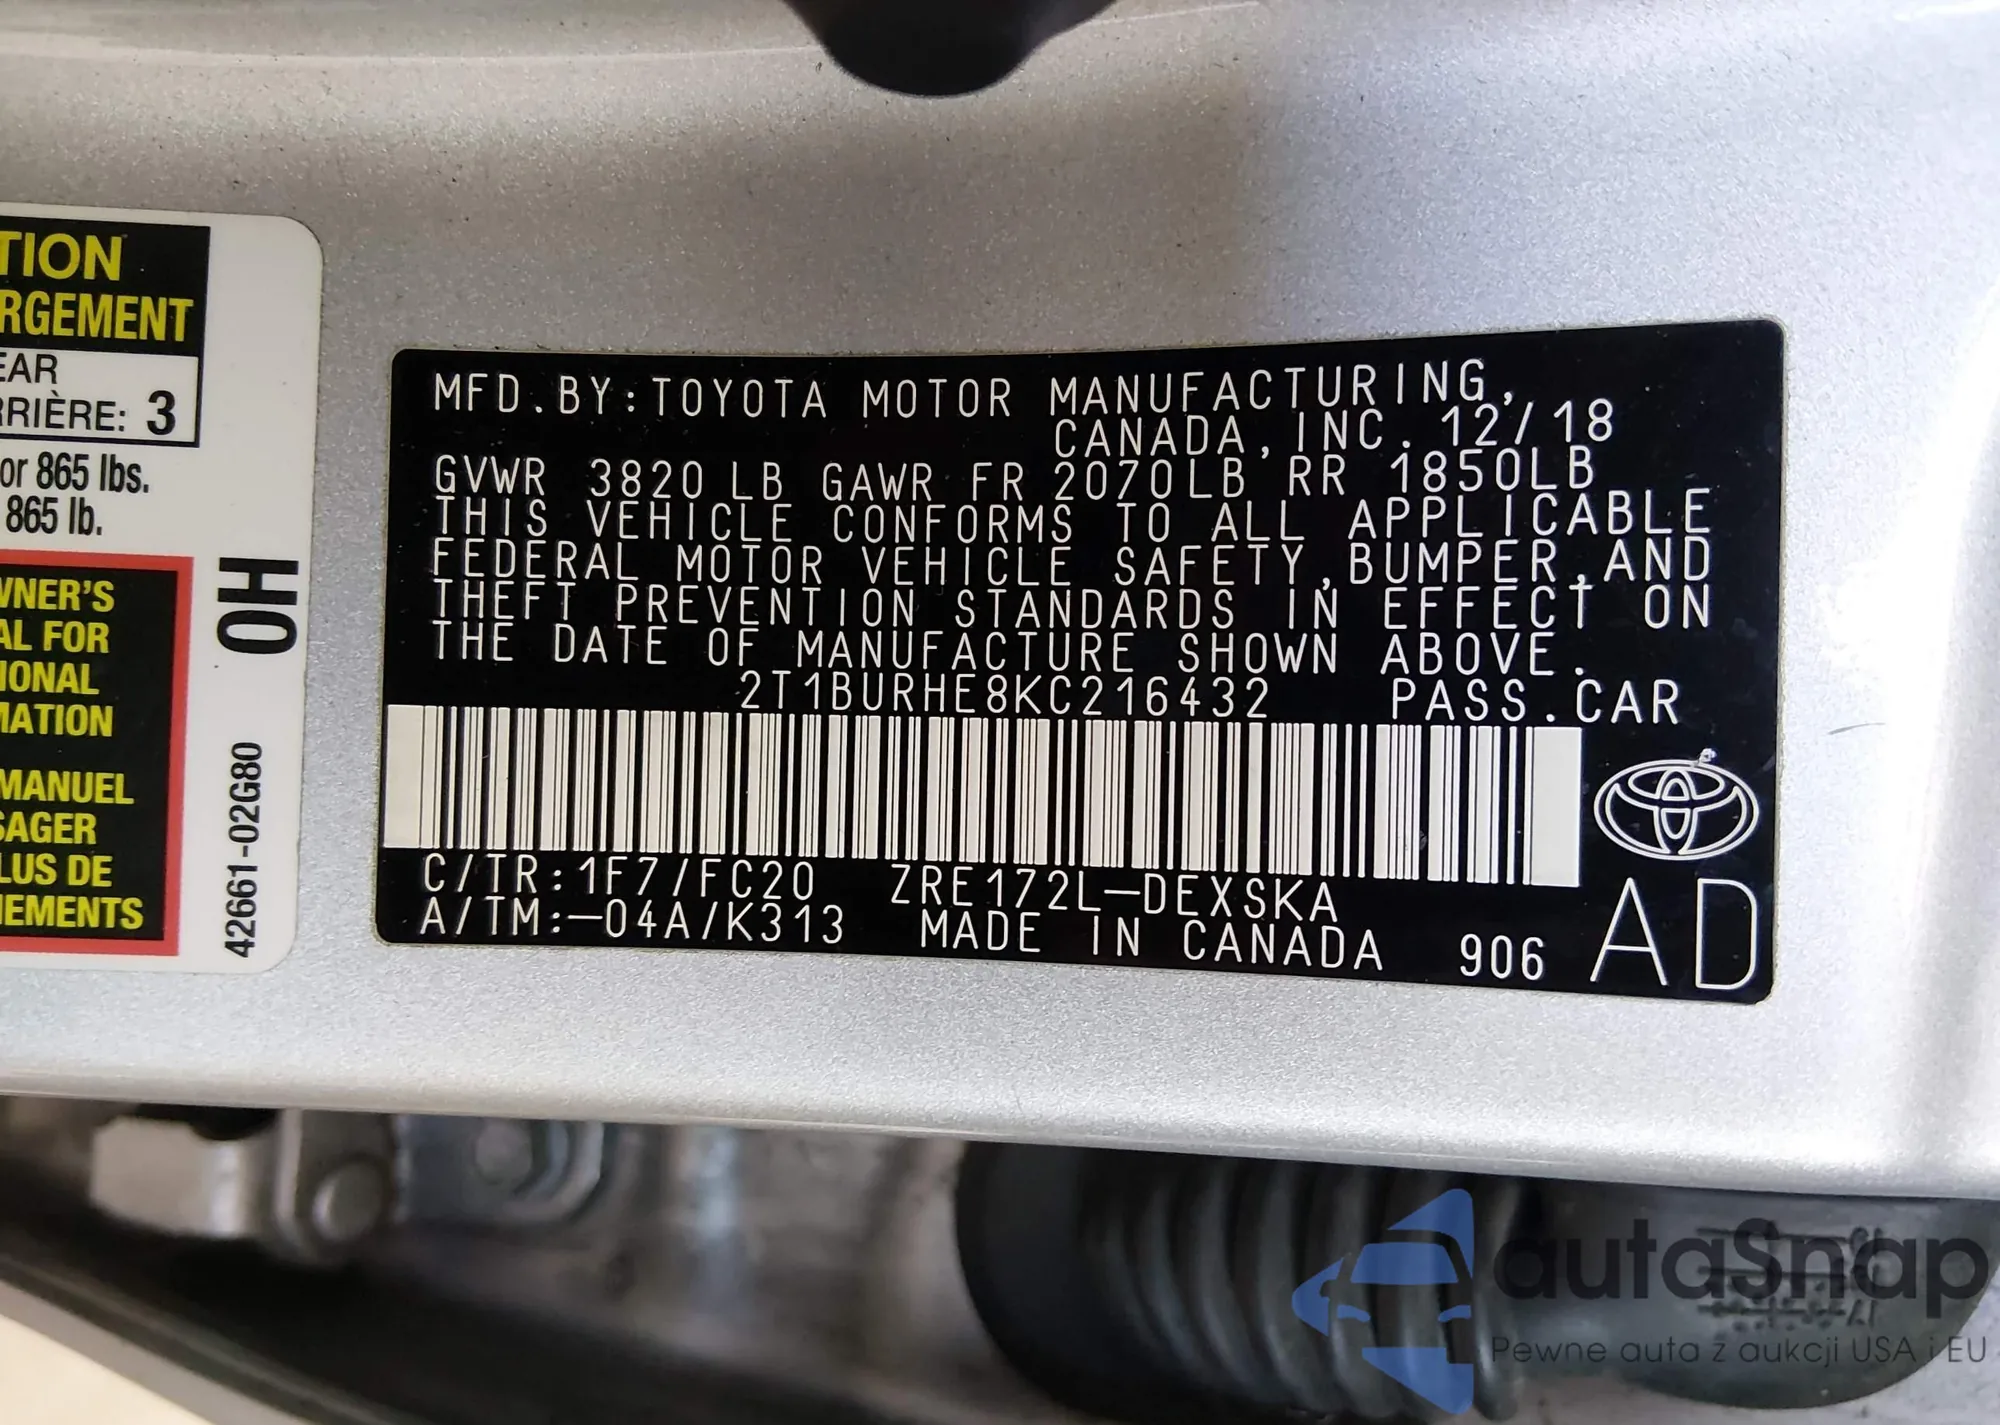 TION
RGEMENT
EAR
RRIÈRE: 3
or 865 lbs.
865 lb.
WNER'S
AL FOR
IONAL
MATION
MANUEL
SAGER
LUS DE
NEMENTS
OH
42661-02G80
MFD.BY:TOYOTA MOTOR MANUFACTURING,
CANADA,INC. 12/18
GVWR 3820LB GAWR FR 2070LB RR 1850LB
THIS VEHICLE CONFORMS TO ALL APPLICABLE
FEDERAL MOTOR VEHICLE SAFETY,BUMPER,AND
THEFT PREVENTION STANDARDS IN EFFECT ON
THE DATE OF MANUFACTURE SHOWN ABOVE.
2T1BURHE8KC216432 PASS.CAR
C/TR:1F7/FC20 ZRE172L-DEXSKA
A/TM:-04A/K313 MADE IN CANADA 906 AD
autaSnap
Pewne auta z aukcji USA i EU